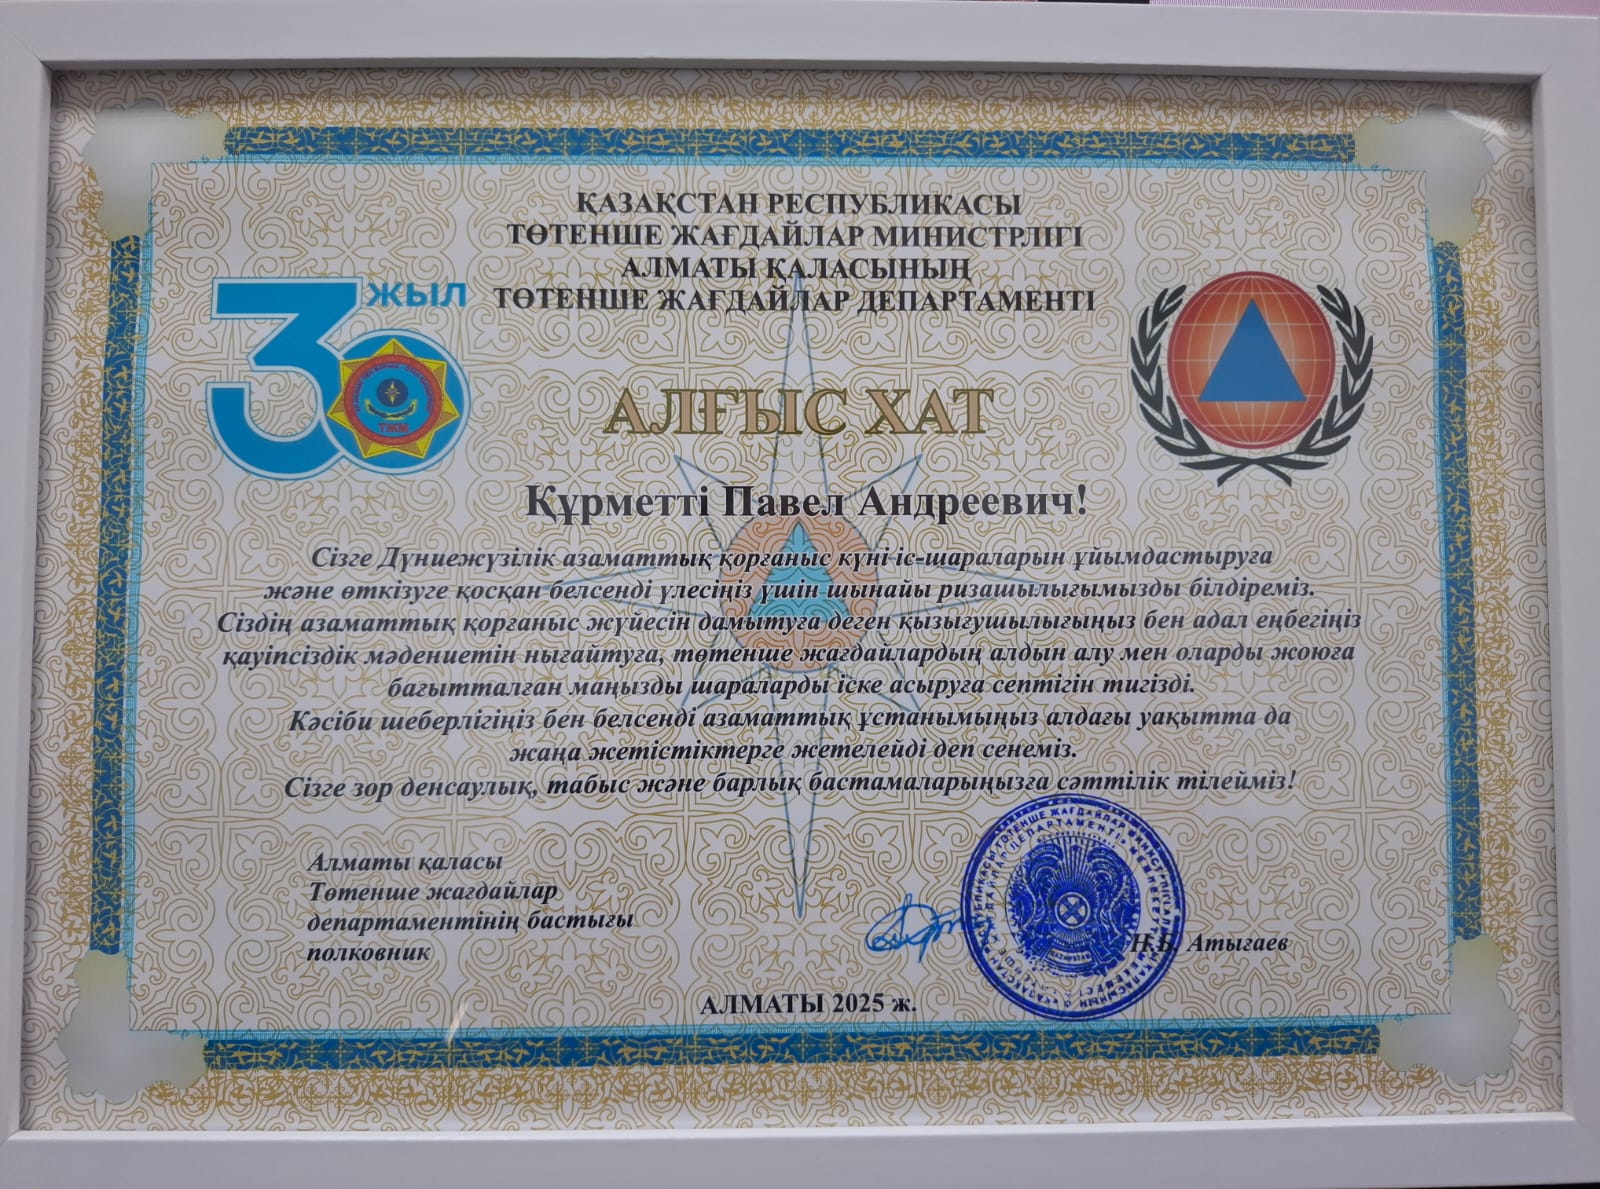 ҚАЗАҚСТАН РЕСПУБЛИКАСЫ
ТӨТЕНШЕ ЖАҒДАЙЛАР МИНИСТРЛІГІ
АЛМАТЫ ҚАЛАСЫНЫҢ
ТӨТЕНШЕ ЖАҒДАЙЛАР ДЕПАРТАМЕНТІ
30 ЖЫЛ
ТЖМ
АЛҒЫС ХАТ
Құрметті Павел Андреевич!
Сізге Дүниежүзілік азаматтық қорғаныс күні іс-шараларын ұйымдастыруға
және өткізуге қосқан белсенді үлесіңіз үшін шынайы ризашылығымызды білдіреміз.
Сіздің азаматтық қорғаныс жүйесін дамытуға деген қызығушылығыңыз бен адал еңбегіңіз
қауіпсіздік мәдениетін нығайтуға, төтенше жағдайлардың алдын алу мен оларды жоюға
бағытталған маңызды шараларды іске асыруға септігін тигізді.
Кәсіби шеберлігіңіз бен белсенді азаматтық ұстанымыңыз алдағы уақытта да
жаңа жетістіктерге жетелейді деп сенеміз.
Сізге зор денсаулық, табыс және барлық бастамаларыңызға сәттілік тілейміз!
Алматы қаласы
Төтенше жағдайлар
департаментінің бастығы
полковник
Н.Б. Атығаев
QAZAQSTAN
АЛМАТЫ 2025 ж.